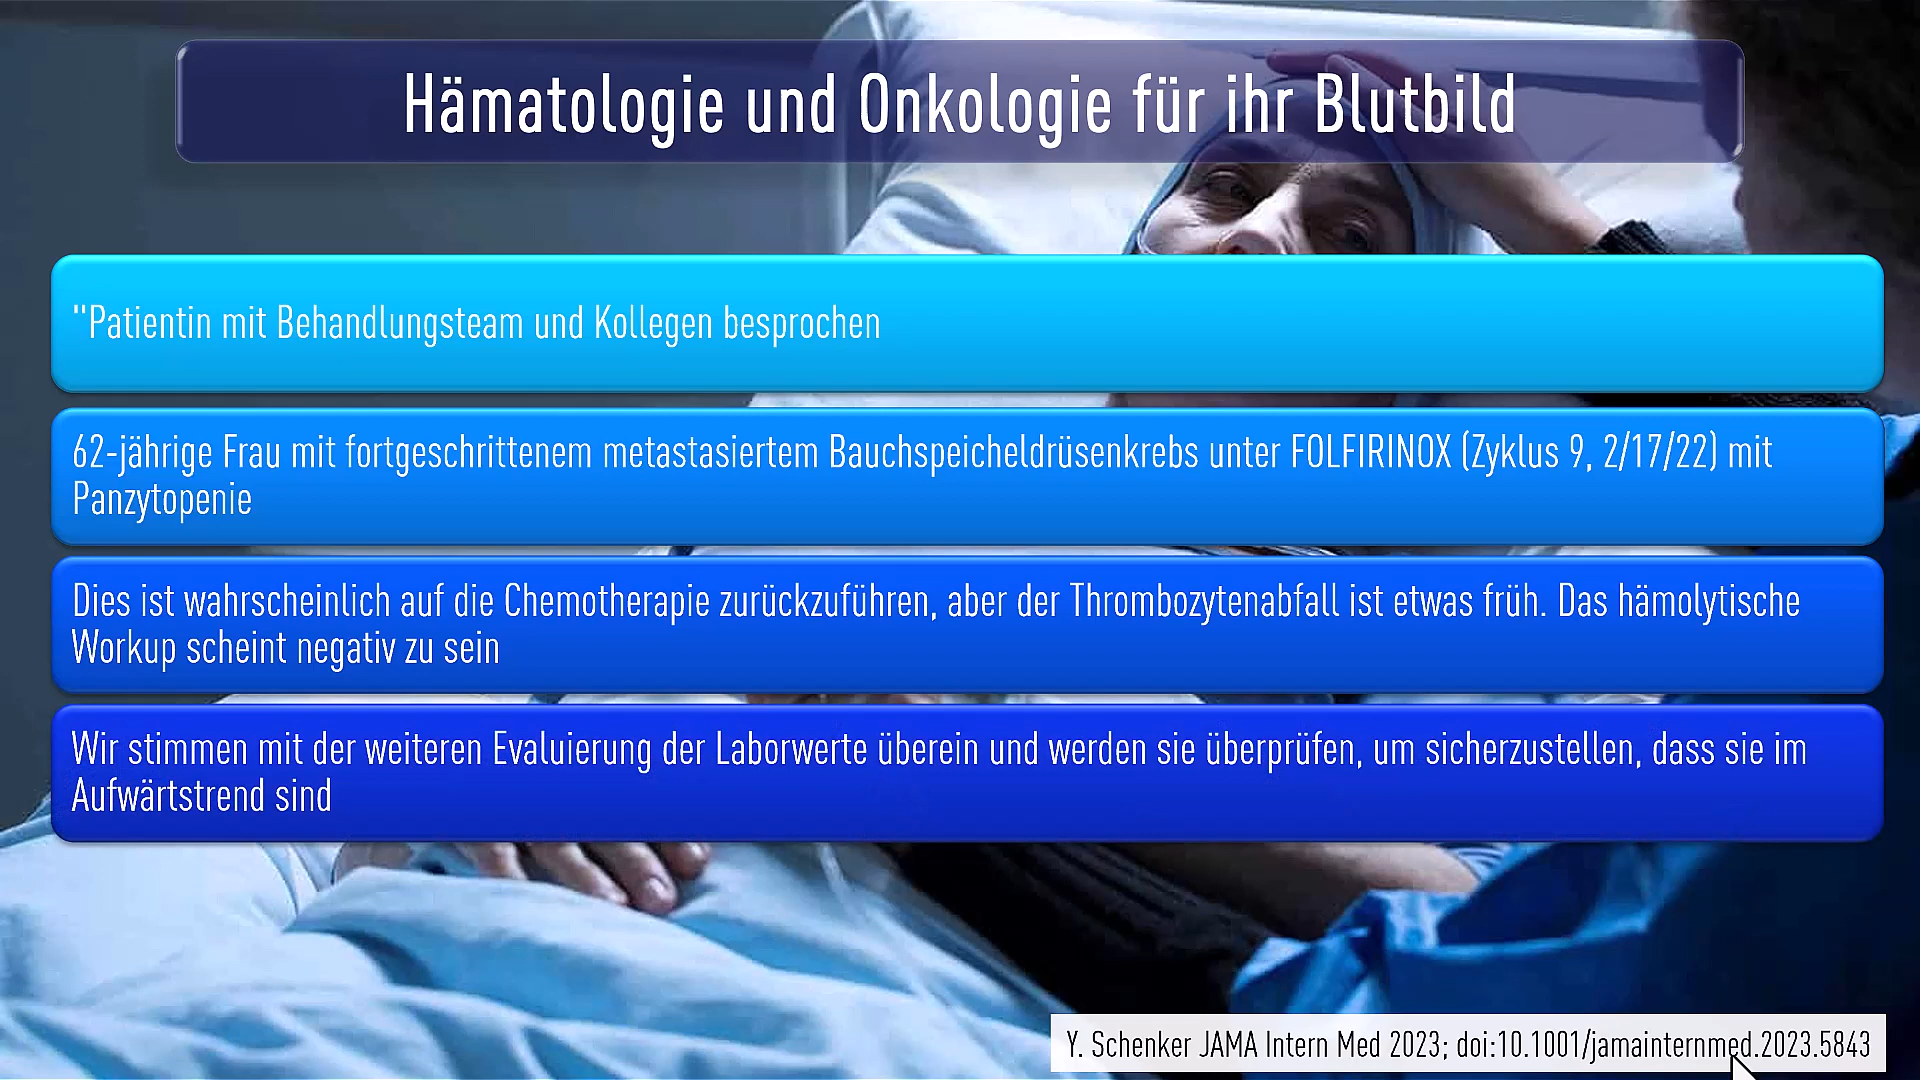 Hämatologie und Onkologie für ihr Blutbild
"Patientin mit Behandlungsteam und Kollegen besprochen
62-jährige Frau mit fortgeschrittenem metastasiertem Bauchspeicheldrüsenkrebs unter FOLFIRINOX (Zyklus 9, 2/17/22) mit
Panzytopenie
Dies ist wahrscheinlich auf die Chemotherapie zurückzuführen, aber der Thrombozytenabfall ist etwas früh. Das hämolytische
Workup scheint negativ zu sein
Wir stimmen mit der weiteren Evaluierung der Laborwerte überein und werden sie überprüfen, um sicherzustellen, dass sie im
Aufwärtstrend sind
Y. Schenker JAMA Intern Med 2023; doi:10.1001/jamainternmed.2023.5843